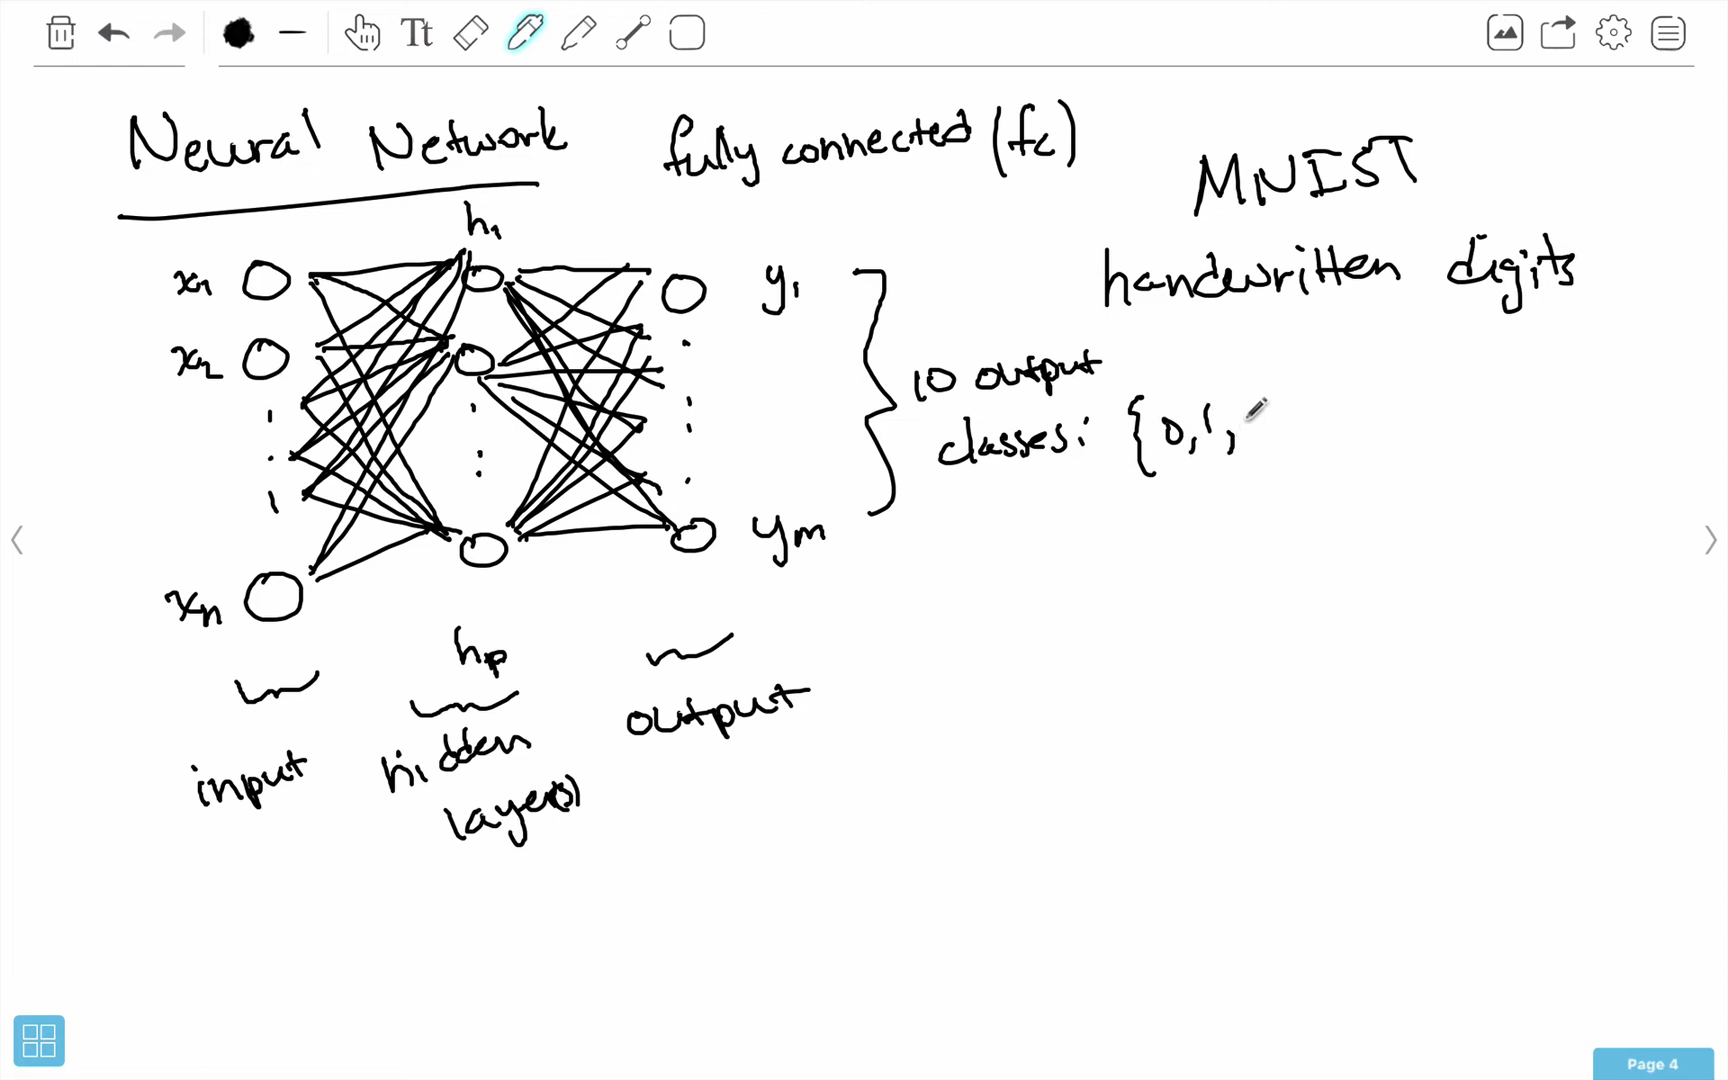 Tt
Neural Network
fully connected (fc)
MNIST
handwritten digits
h₁
x₁
x₂
xₙ
y₁
yₘ
10 output
classes: {0,1,
hₚ
input
hidden
layer(s)
output
Page 4